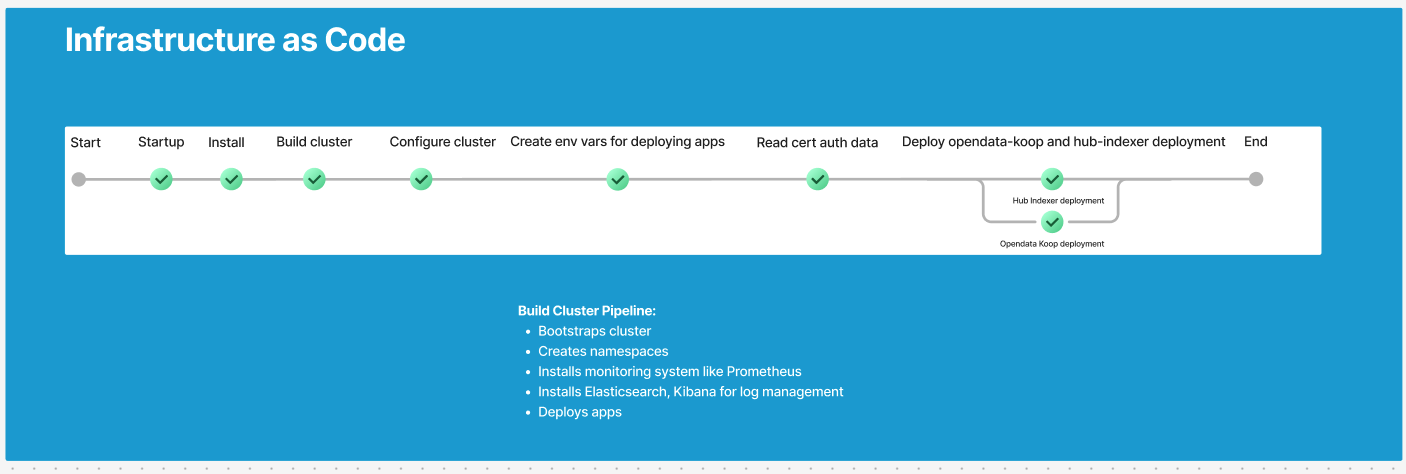 Infrastructure as Code
Start Startup Install Build cluster Configure cluster Create env vars for deploying apps Read cert auth data Deploy opendata-koop and hub-indexer deployment End
Hub Indexer deployment
Opendata Koop deployment
Build Cluster Pipeline:
• Bootstraps cluster
• Creates namespaces
• Installs monitoring system like Prometheus
• Installs Elasticsearch, Kibana for log management
• Deploys apps